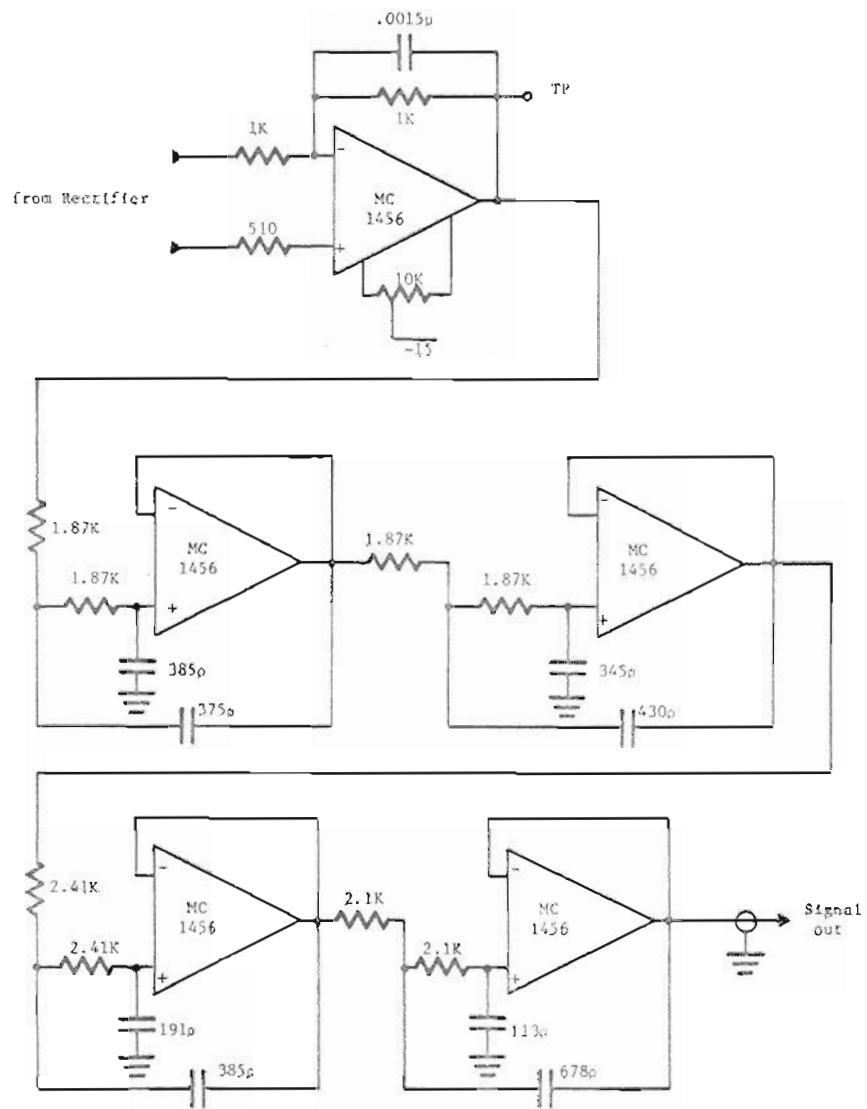 .0015μ
TP
1K
1K
from Rectifier
MC
1456
510
10K
-15
1.87K
MC
1456
1.87K
MC
1456
1.87K
1.87K
385p
345p
375p
430p
2.41K
MC
1456
2.1K
MC
1456
Signal
out
2.41K
2.1K
191p
113p
385p
678p